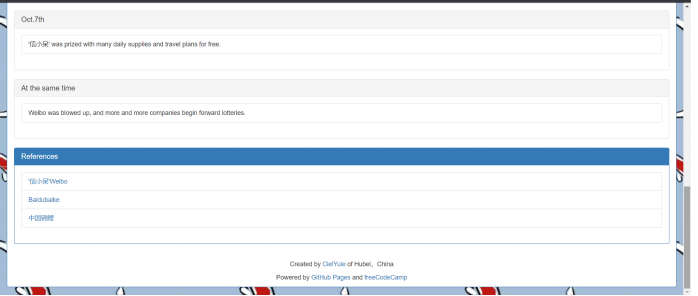 Oct.7th
'信小呆' was prized with many daily supplies and travel plans for free.
At the same time
Weibo was blowed up, and more and more companies begin forward lotteries.
References
'信小呆'Weibo
Baidubaike
中国锦鲤
Created by CielYule of Hubei, China
Powered by GitHub Pages and freeCodeCamp